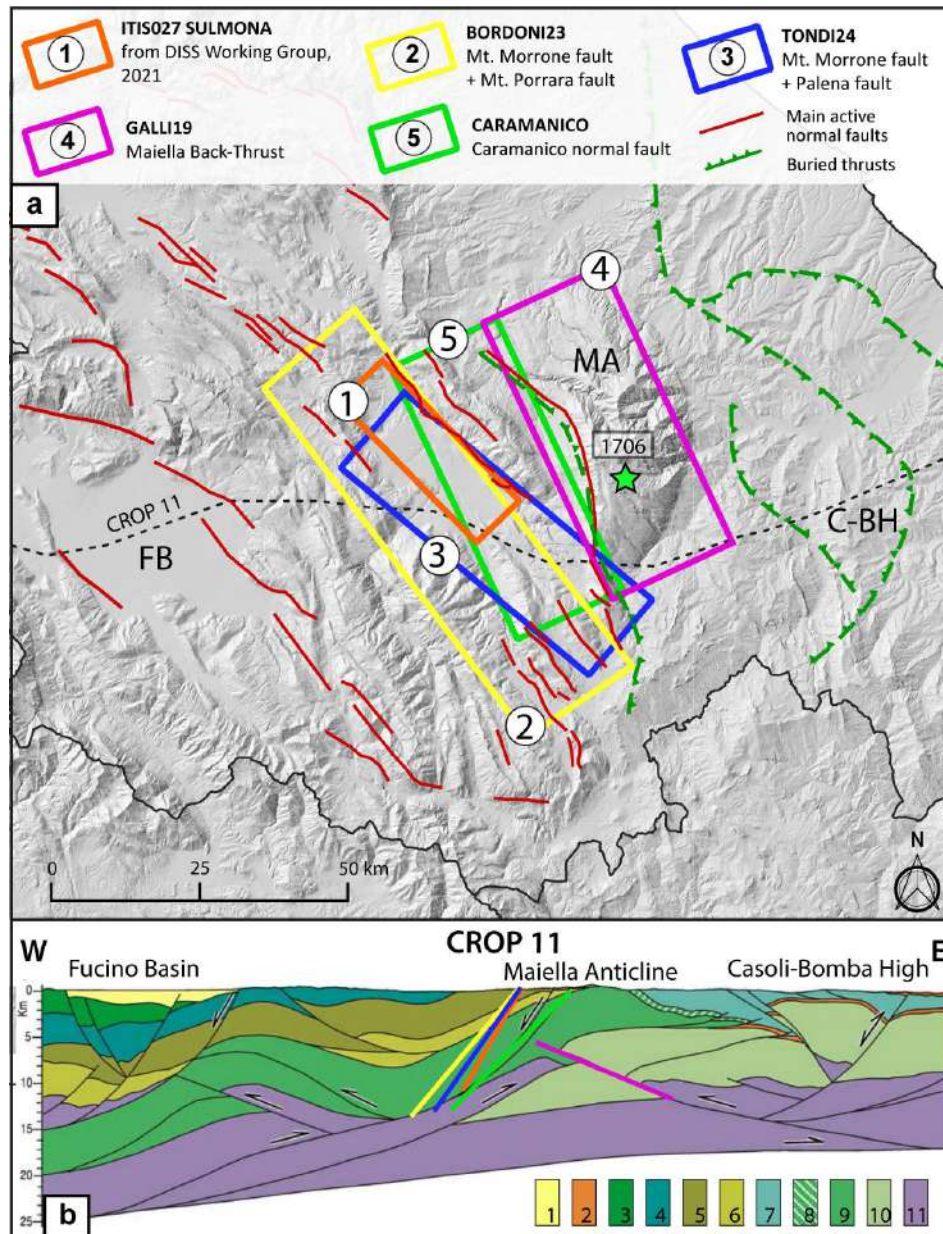 1
ITIS027 SULMONA
from DISS Working Group,
2021
2
BORDONI23
Mt. Morrone fault
+ Mt. Porrara fault
3
TONDI24
Mt. Morrone fault
+ Palena fault
4
GALLI19
Maiella Back-Thrust
5
CARAMANICO
Caramanico normal fault
Main active
normal faults
Buried thrusts
a
4
5
MA
1
1706
CROP 11
C-BH
FB
3
2
N
0 25 50 km
CROP 11
W
E
Fucino Basin
Maiella Anticline
Casoli-Bomba High
Km
0
5
10
15
20
25
b
1 2 3 4 5 6 7 8 9 10 11